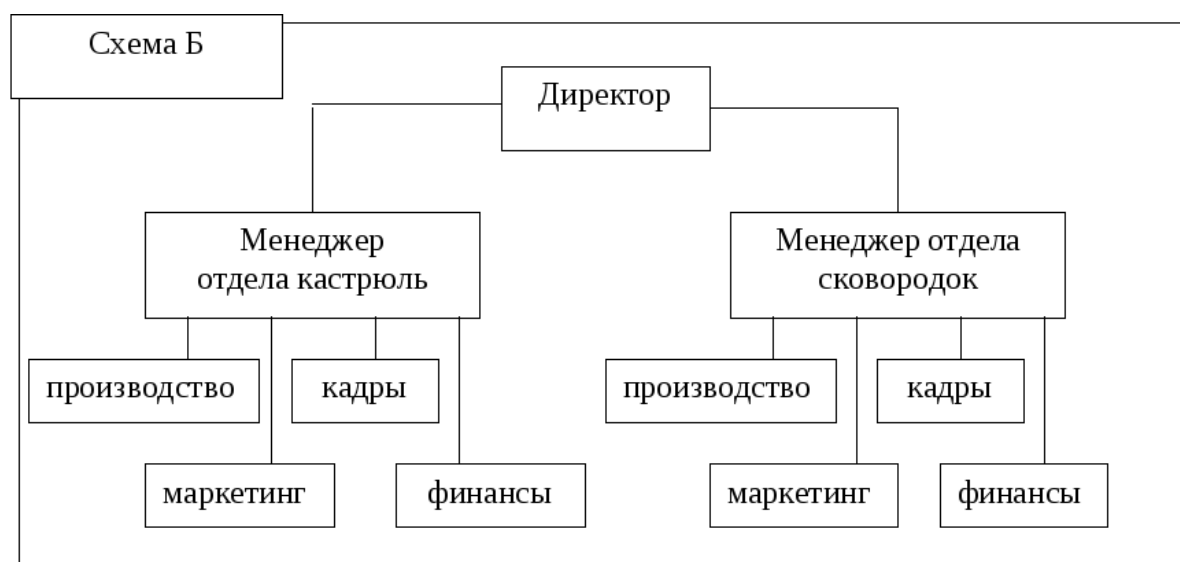 Схема Б
Директор
Менеджер
отдела кастрюль
Менеджер отдела
сковородок
производство
кадры
маркетинг
финансы
производство
кадры
маркетинг
финансы